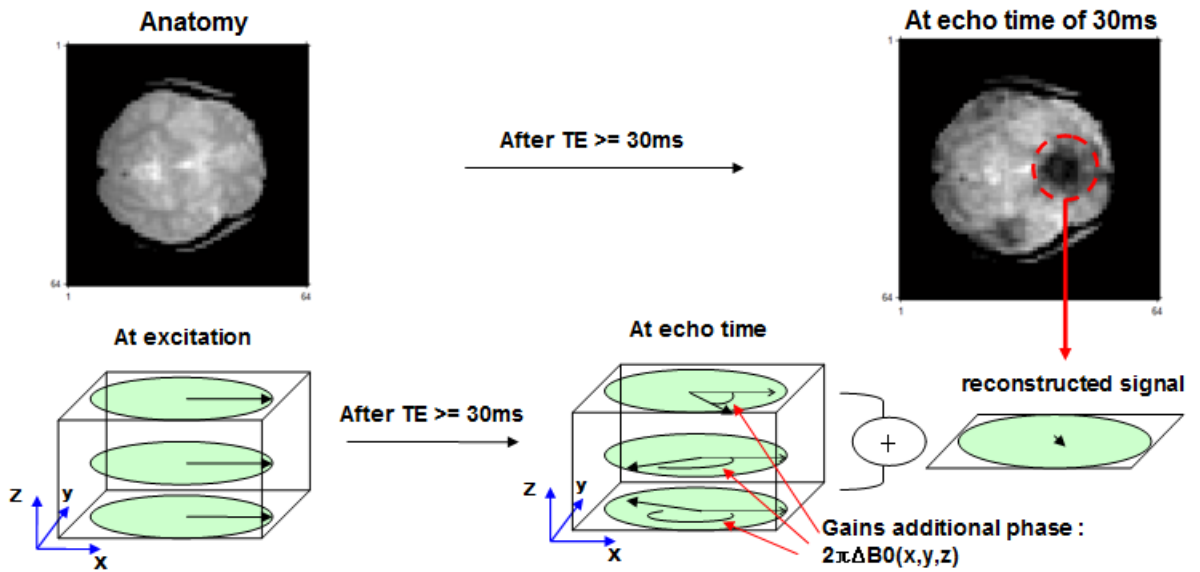 Anatomy
At echo time of 30ms
1
64
1
64
After TE >= 30ms
1
64
1
64
At excitation
At echo time
reconstructed signal
After TE >= 30ms
+
Z
y
X
Z
y
X
Gains additional phase :
2πΔB0(x,y,z)